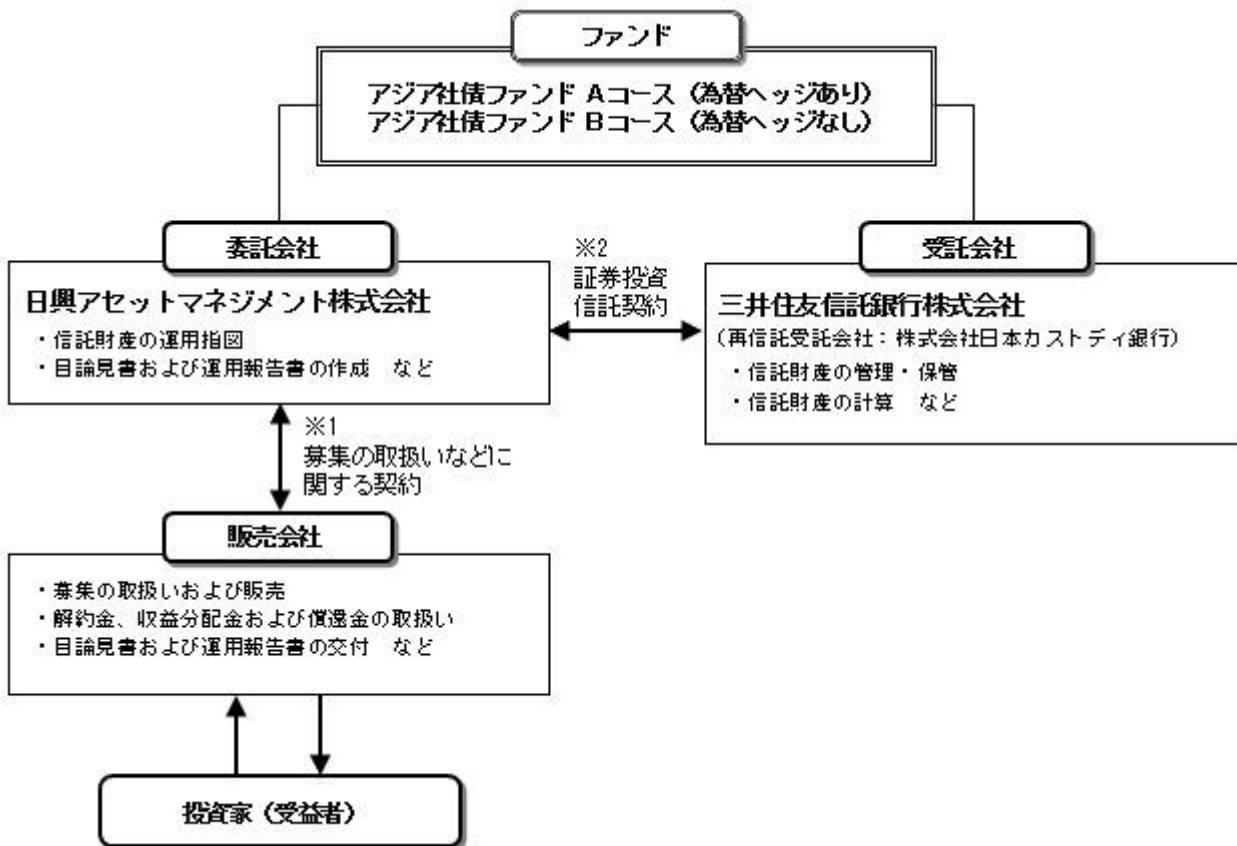 ファンド
アジア社債ファンド Aコース（為替ヘッジあり）
アジア社債ファンド Bコース（為替ヘッジなし）
委託会社
日興アセットマネジメント株式会社
・信託財産の運用指図
・目論見書および運用報告書の作成　など
※2
証券投資
信託契約
受託会社
三井住友信託銀行株式会社
（再信託受託会社：株式会社日本カストディ銀行）
・信託財産の管理・保管
・信託財産の計算　など
※1
募集の取扱いなどに
関する契約
販売会社
・募集の取扱いおよび販売
・解約金、収益分配金および償還金の取扱い
・目論見書および運用報告書の交付　など
投資家（受益者）